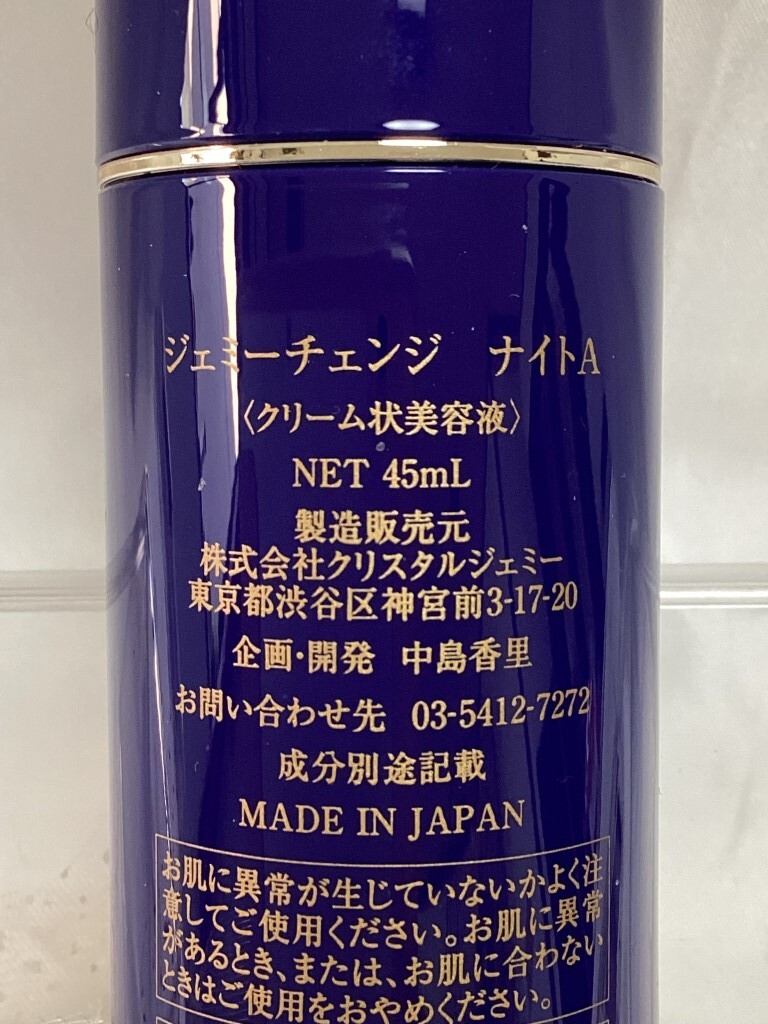 ジェミーチェンジ　ナイトA
〈クリーム状美容液〉
NET 45mL
製造販売元
株式会社クリスタルジェミー
東京都渋谷区神宮前3-17-20
企画・開発 中島香里
お問い合わせ先 03-5412-7272
成分別途記載
MADE IN JAPAN
お肌に異常が生じていないかよく注
意してご使用ください。お肌に異常
があるとき、または、お肌に合わない
ときはご使用をおやめください。